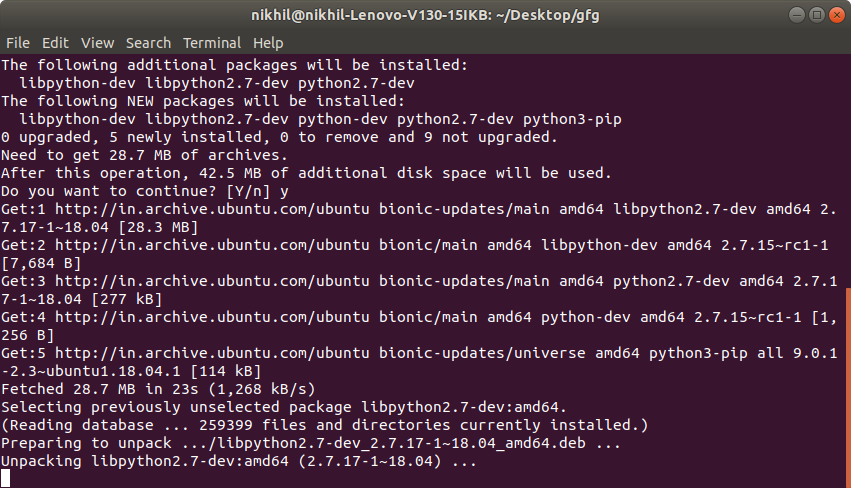 nikhil@nikhil-Lenovo-V130-15IKB: ~/Desktop/gfg
File Edit View Search Terminal Help
The following additional packages will be installed:
  libpython-dev libpython2.7-dev python2.7-dev
The following NEW packages will be installed:
  libpython-dev libpython2.7-dev python-dev python2.7-dev python3-pip
0 upgraded, 5 newly installed, 0 to remove and 9 not upgraded.
Need to get 28.7 MB of archives.
After this operation, 42.5 MB of additional disk space will be used.
Do you want to continue? [Y/n] y
Get:1 http://in.archive.ubuntu.com/ubuntu bionic-updates/main amd64 libpython2.7-dev amd64 2.
7.17-1~18.04 [28.3 MB]
Get:2 http://in.archive.ubuntu.com/ubuntu bionic/main amd64 libpython-dev amd64 2.7.15~rc1-1
[7,684 B]
Get:3 http://in.archive.ubuntu.com/ubuntu bionic-updates/main amd64 python2.7-dev amd64 2.7.1
7-1~18.04 [277 kB]
Get:4 http://in.archive.ubuntu.com/ubuntu bionic/main amd64 python-dev amd64 2.7.15~rc1-1 [1,
256 B]
Get:5 http://in.archive.ubuntu.com/ubuntu bionic-updates/universe amd64 python3-pip all 9.0.1
-2.3~ubuntu1.18.04.1 [114 kB]
Fetched 28.7 MB in 23s (1,268 kB/s)
Selecting previously unselected package libpython2.7-dev:amd64.
(Reading database ... 259399 files and directories currently installed.)
Preparing to unpack .../libpython2.7-dev_2.7.17-1~18.04_amd64.deb ...
Unpacking libpython2.7-dev:amd64 (2.7.17-1~18.04) ...